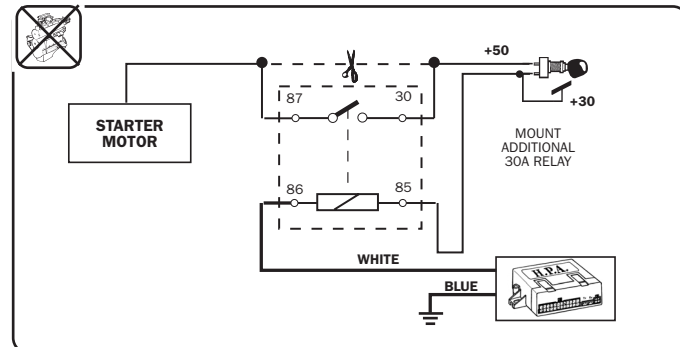 +50
87
30
+30
STARTER
MOTOR
MOUNT
ADDITIONAL
30A RELAY
86
85
WHITE
H.P.A.
BLUE